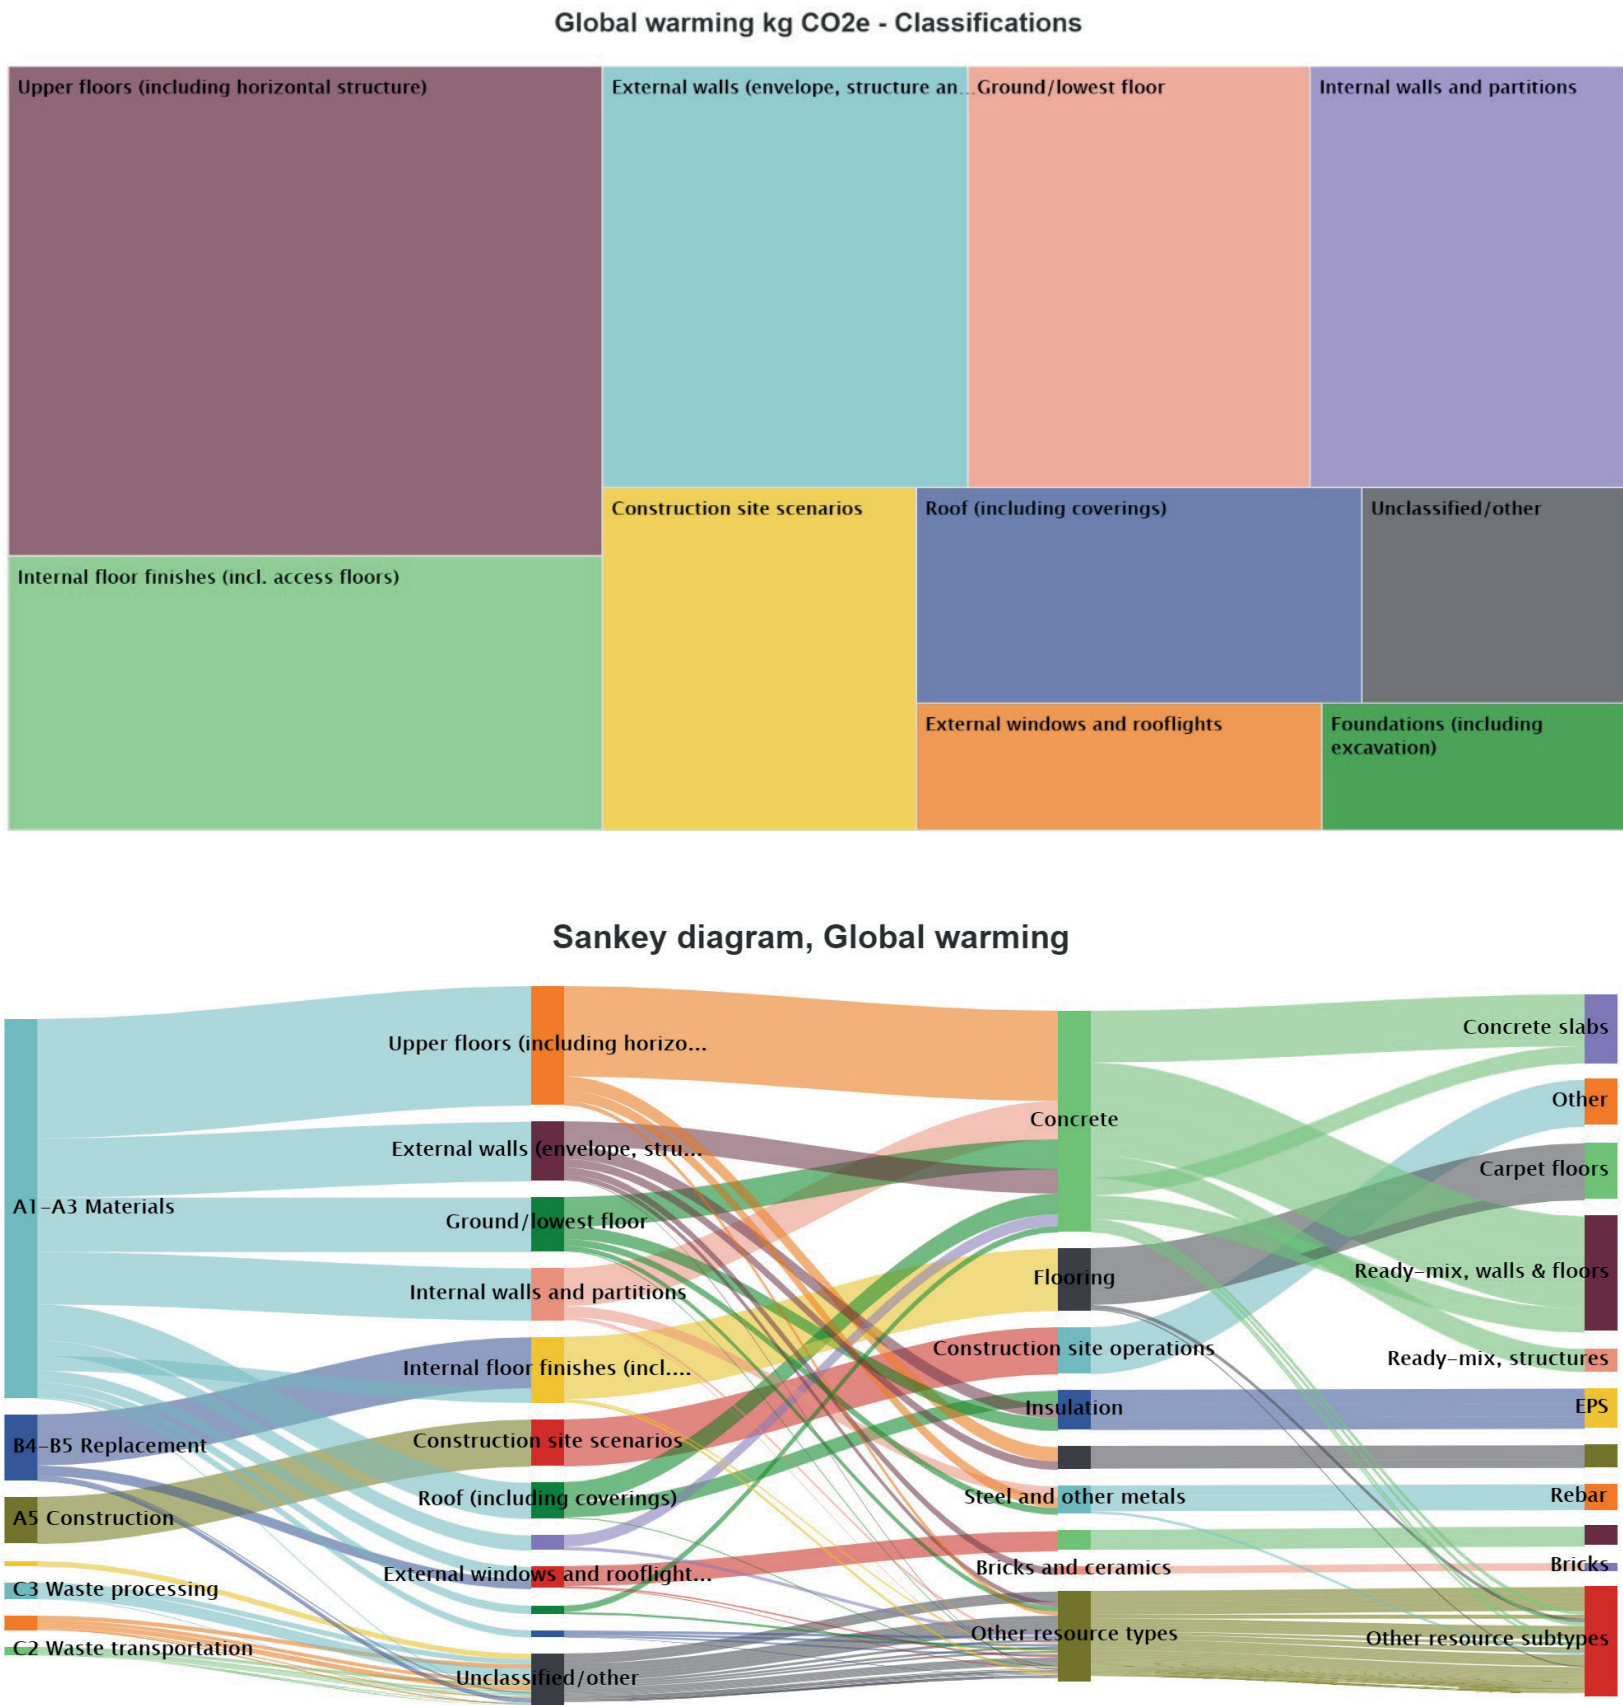 Global warming kg CO2e - Classifications
Upper floors (including horizontal structure)
External walls (envelope, structure an...
Ground/lowest floor
Internal walls and partitions
Internal floor finishes (incl. access floors)
Construction site scenarios
Roof (including coverings)
Unclassified/other
External windows and rooflights
Foundations (including
excavation)
Sankey diagram, Global warming
A1-A3 Materials
B4-B5 Replacement
A5 Construction
C3 Waste processing
C2 Waste transportation
Upper floors (including horizo...
External walls (envelope, stru...
Ground/lowest floor
Internal walls and partitions
Internal floor finishes (incl....
Construction site scenarios
Roof (including coverings)
External windows and rooflight...
Unclassified/other
Concrete
Flooring
Construction site operations
Insulation
Steel and other metals
Bricks and ceramics
Other resource types
Concrete slabs
Other
Carpet floors
Ready-mix, walls & floors
Ready-mix, structures
EPS
Rebar
Bricks
Other resource subtypes